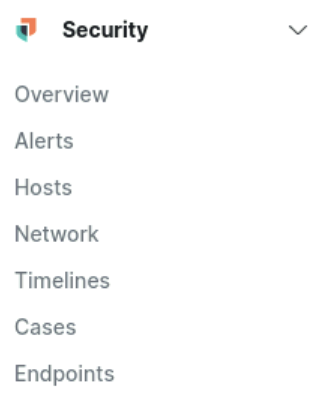 Security
Overview
Alerts
Hosts
Network
Timelines
Cases
Endpoints